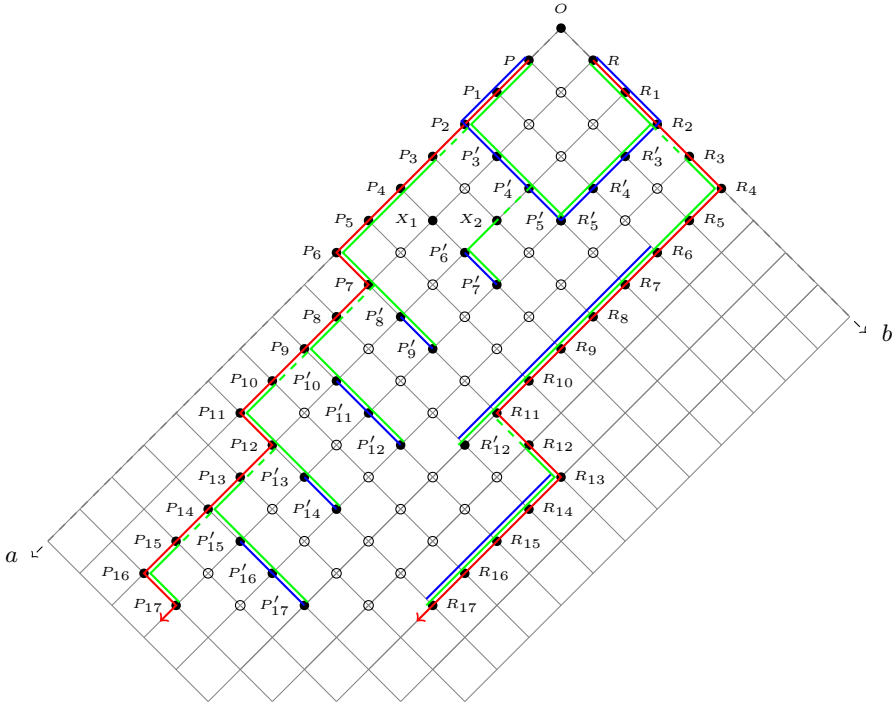 O
P R
P₁ R₁
P₂ R₂
P₃ P′₃ R′₃ R₃
P₄ P′₄ R′₄ R₄
P₅ X₁ X₂ P′₅ R′₅ R₅
P₆ P′₆ R₆
P₇ P′₇ R₇
P₈ P′₈ R₈
b
P₉ P′₉ R₉
P₁₀ P′₁₀ R₁₀
P₁₁ P′₁₁ R₁₁
P₁₂ P′₁₂ R′₁₂ R₁₂
P₁₃ P′₁₃ R₁₃
P₁₄ P′₁₄ R₁₄
P₁₅ P′₁₅ R₁₅
a
P₁₆ P′₁₆ R₁₆
P₁₇ P′₁₇ R₁₇